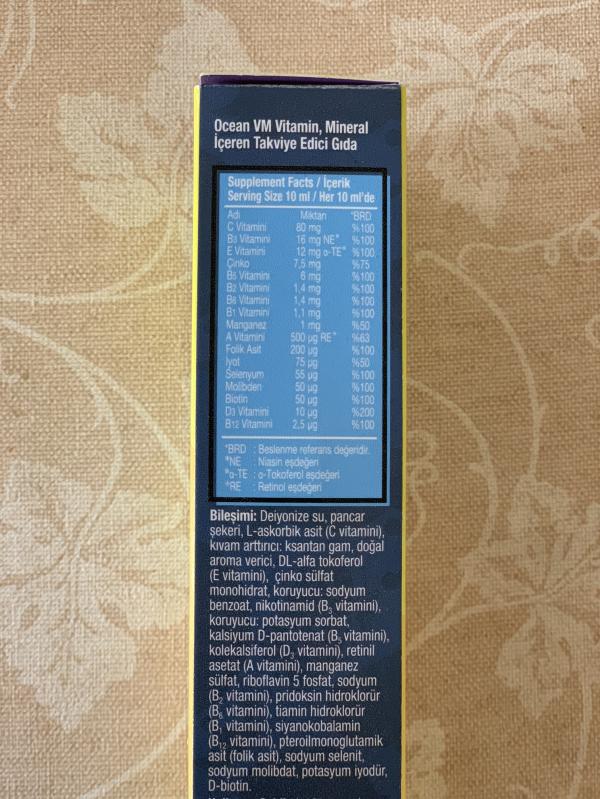 Ocean VM Vitamin, Mineral
İçeren Takviye Edici Gıda
Supplement Facts / İçerik
Serving Size 10 ml / Her 10 ml'de
Adı Miktarı *BRD
C Vitamini 80 mg %100
B3 Vitamini 16 mg NE* %100
E Vitamini 12 mg α-TE* %100
Çinko 7,5 mg %75
B5 Vitamini 6 mg %100
B2 Vitamini 1,4 mg %100
B6 Vitamini 1,4 mg %100
B1 Vitamini 1,1 mg %100
Manganez 1 mg %50
A Vitamini 500 µg RE* %63
Folik Asit 200 µg %100
İyot 75 µg %50
Selenyum 55 µg %100
Molibden 50 µg %100
Biotin 50 µg %100
D3 Vitamini 10 µg %200
B12 Vitamini 2,5 µg %100
*BRD : Beslenme referans değeridir.
*NE : Niasin eşdeğeri
*α-TE : α-Tokoferol eşdeğeri
*RE : Retinol eşdeğeri
Bileşimi: Deiyonize su, pancar
şekeri, L-askorbik asit (C vitamini),
kıvam arttırıcı: ksantan gam, doğal
aroma verici, DL-alfa tokoferol
(E vitamini), çinko sülfat
monohidrat, koruyucu: sodyum
benzoat, nikotinamid (B3 vitamini),
koruyucu: potasyum sorbat,
kalsiyum D-pantotenat (B5 vitamini),
kolekalsiferol (D3 vitamini), retinil
asetat (A vitamini), manganez
sülfat, riboflavin 5 fosfat, sodyum
(B2 vitamini), pridoksin hidroklorür
(B6 vitamini), tiamin hidroklorür
(B1 vitamini), siyanokobalamin
(B12 vitamini), pteroilmonoglutamik
asit (folik asit), sodyum selenit,
sodyum molibdat, potasyum iyodür,
D-biotin.